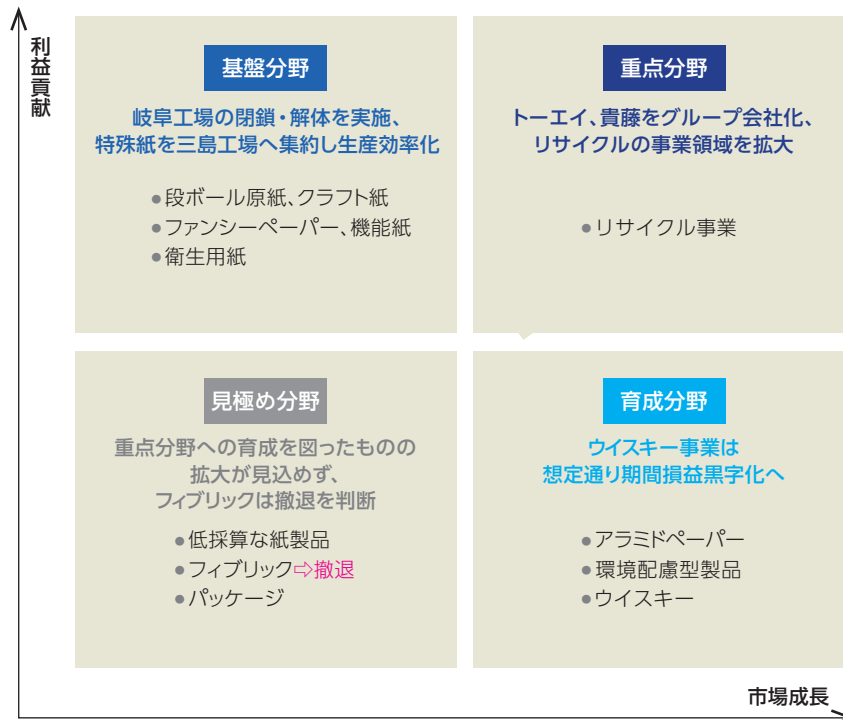 利益貢献
基盤分野
岐阜工場の閉鎖・解体を実施、
特殊紙を三島工場へ集約し生産効率化
●段ボール原紙、クラフト紙
●ファンシーペーパー、機能紙
●衛生用紙
重点分野
トーエイ、貴藤をグループ会社化、
リサイクルの事業領域を拡大
●リサイクル事業
見極め分野
重点分野への育成を図ったものの
拡大が見込めず、
フィブリックは撤退を判断
●低採算な紙製品
●フィブリック⇨撤退
●パッケージ
育成分野
ウイスキー事業は
想定通り期間損益黒字化へ
●アラミドペーパー
●環境配慮型製品
●ウイスキー
市場成長